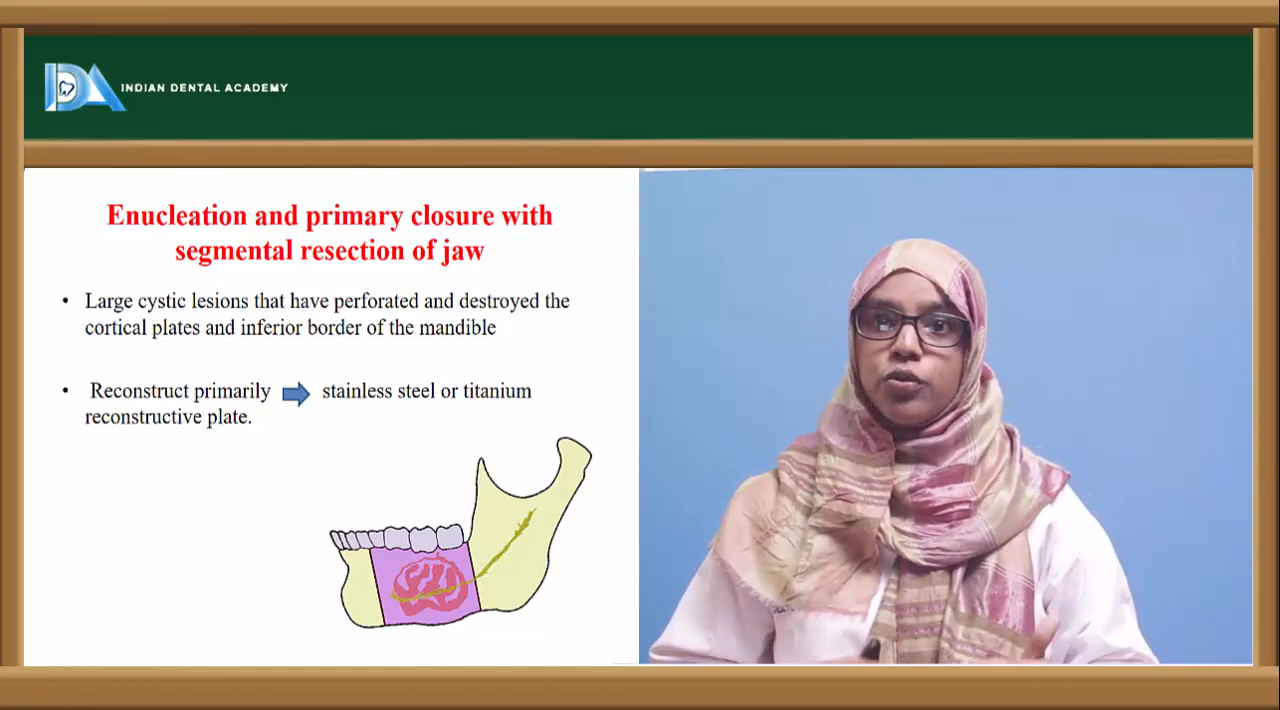 IDA INDIAN DENTAL ACADEMY
Enucleation and primary closure with
segmental resection of jaw
• Large cystic lesions that have perforated and destroyed the
cortical plates and inferior border of the mandible
• Reconstruct primarily stainless steel or titanium
reconstructive plate.